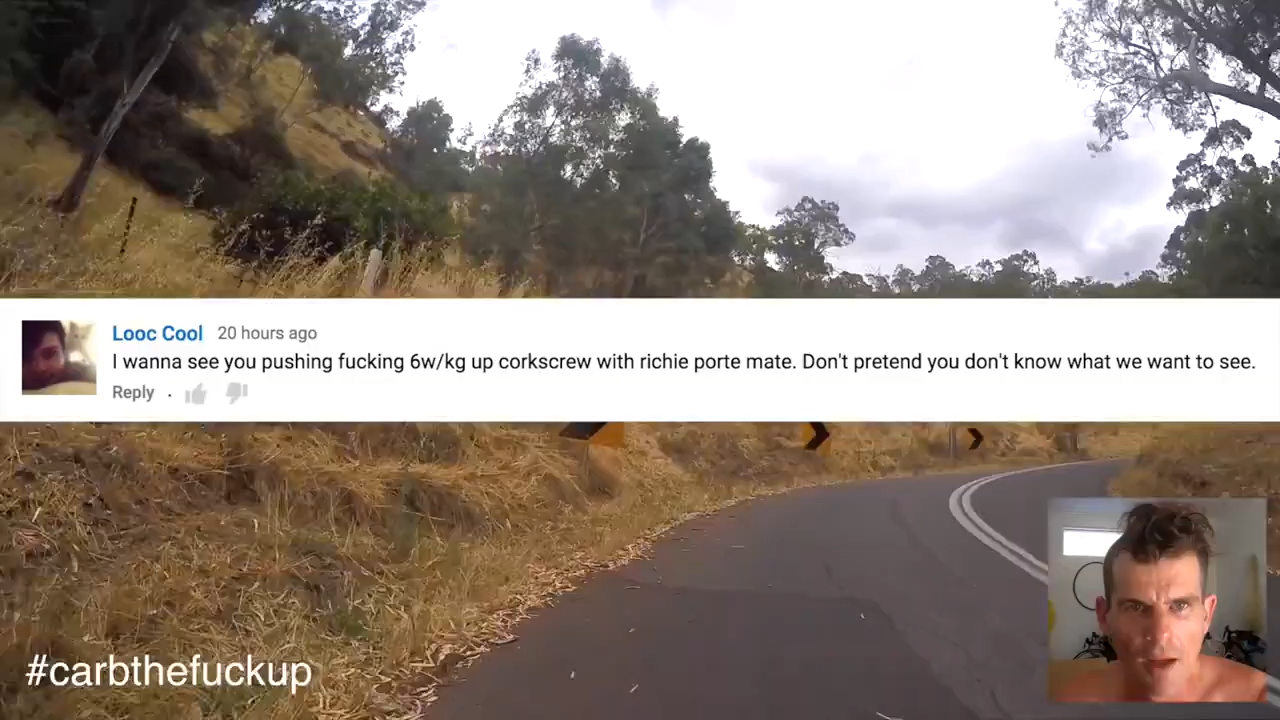 Looc Cool 20 hours ago
I wanna see you pushing fucking 6w/kg up corkscrew with richie porte mate. Don't pretend you don't know what we want to see.
Reply .
#carbthefuckup